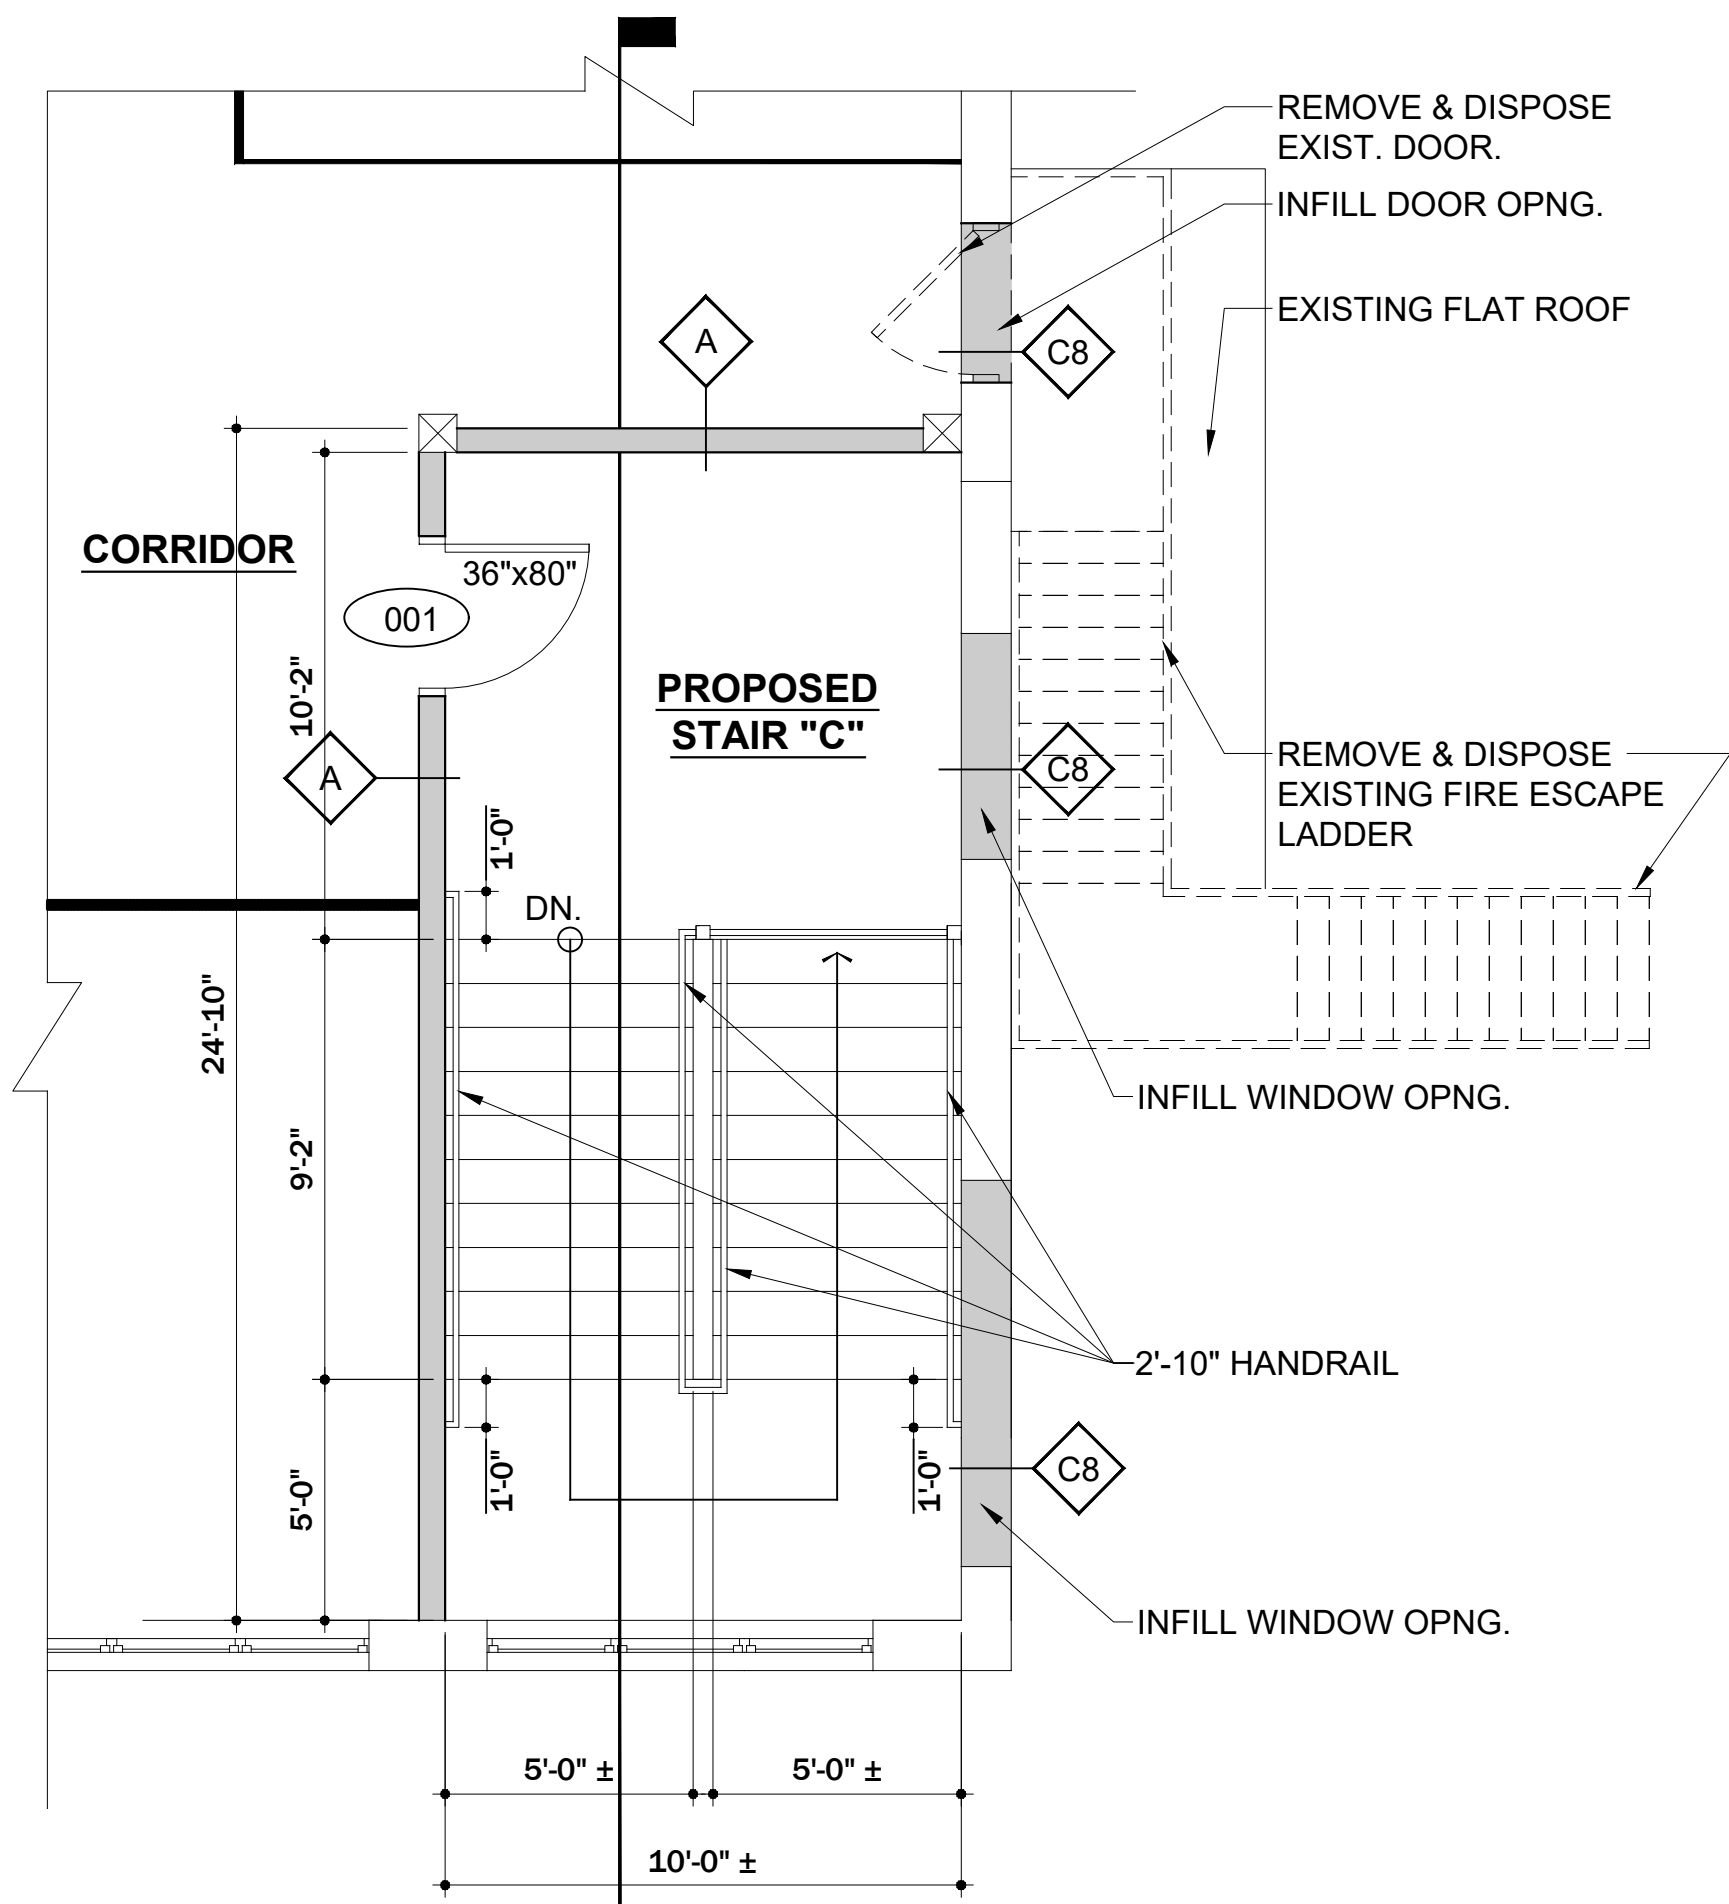 REMOVE & DISPOSE
EXIST. DOOR.
INFILL DOOR OPNG.
EXISTING FLAT ROOF
A
C8
CORRIDOR
36"x80"
001
10'-2"
PROPOSED
STAIR "C"
A
C8
REMOVE & DISPOSE
EXISTING FIRE ESCAPE
LADDER
1'-0"
DN.
24'-10"
9'-2"
INFILL WINDOW OPNG.
2'-10" HANDRAIL
5'-0"
1'-0"
1'-0"
C8
INFILL WINDOW OPNG.
5'-0" ±
5'-0" ±
10'-0" ±